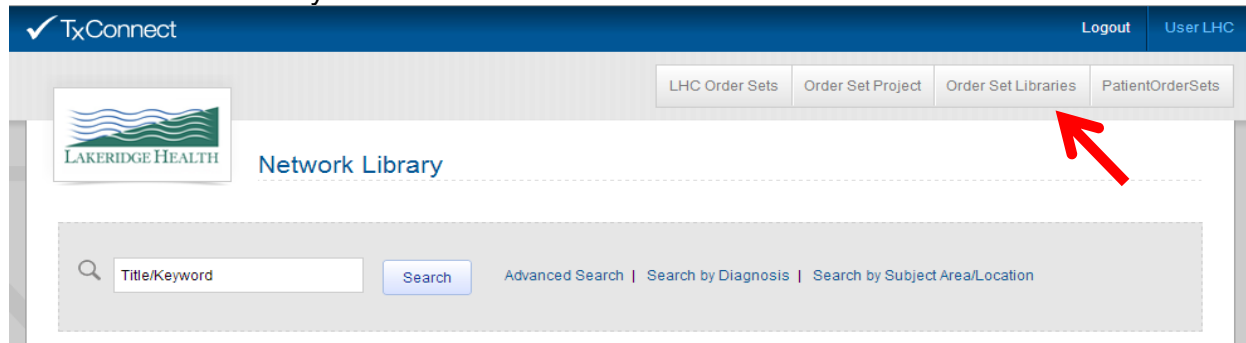 TxConnect
Logout
User LHC
LHC Order Sets
Order Set Project
Order Set Libraries
PatientOrderSets
LAKERIDGE HEALTH
Network Library
Title/Keyword
Search
Advanced Search | Search by Diagnosis | Search by Subject Area/Location